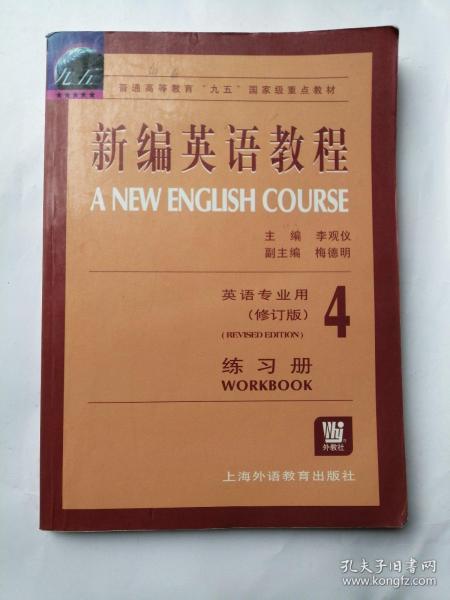 九五
★★★★★
普通高等教育“九五”国家级重点教材
新编英语教程
A NEW ENGLISH COURSE
主 编 李观仪
副主编 梅德明
英语专业用
（修订版）
(REVISED EDITION)
4
练习册
WORKBOOK
Wy
外教社
上海外语教育出版社
孔夫子旧书网
www.kongfz.com